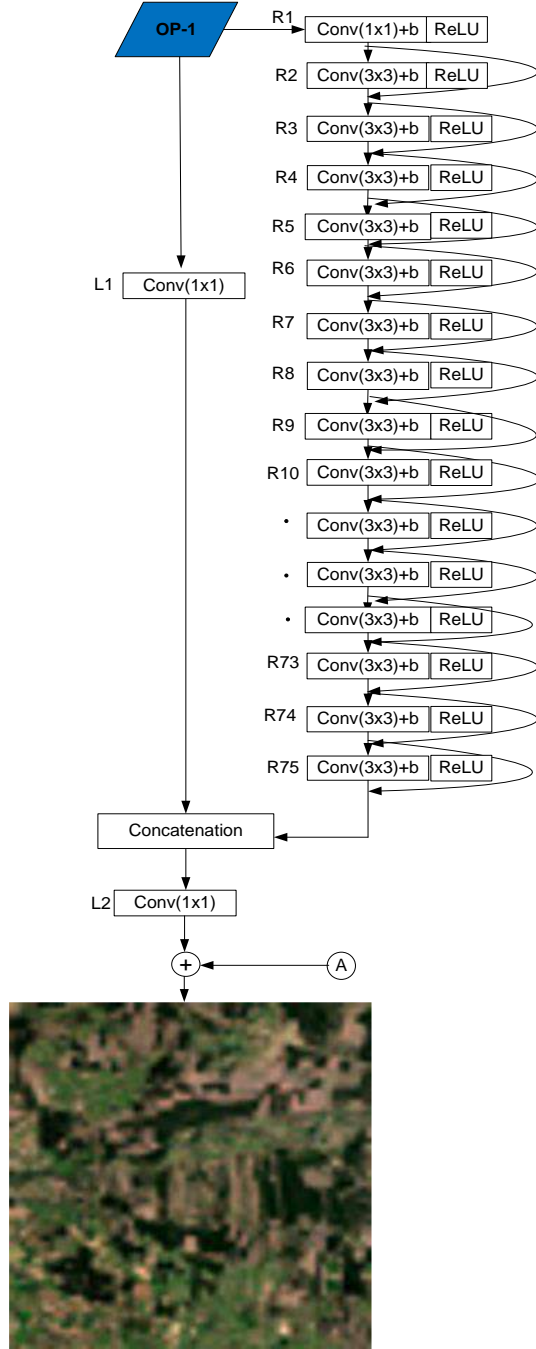 OP-1
R1 Conv(1x1)+b ReLU
R2 Conv(3x3)+b ReLU
R3 Conv(3x3)+b ReLU
R4 Conv(3x3)+b ReLU
R5 Conv(3x3)+b ReLU
R6 Conv(3x3)+b ReLU
L1 Conv(1x1)
R7 Conv(3x3)+b ReLU
R8 Conv(3x3)+b ReLU
R9 Conv(3x3)+b ReLU
R10 Conv(3x3)+b ReLU
. Conv(3x3)+b ReLU
. Conv(3x3)+b ReLU
. Conv(3x3)+b ReLU
R73 Conv(3x3)+b ReLU
R74 Conv(3x3)+b ReLU
R75 Conv(3x3)+b ReLU
Concatenation
L2 Conv(1x1)
+ A